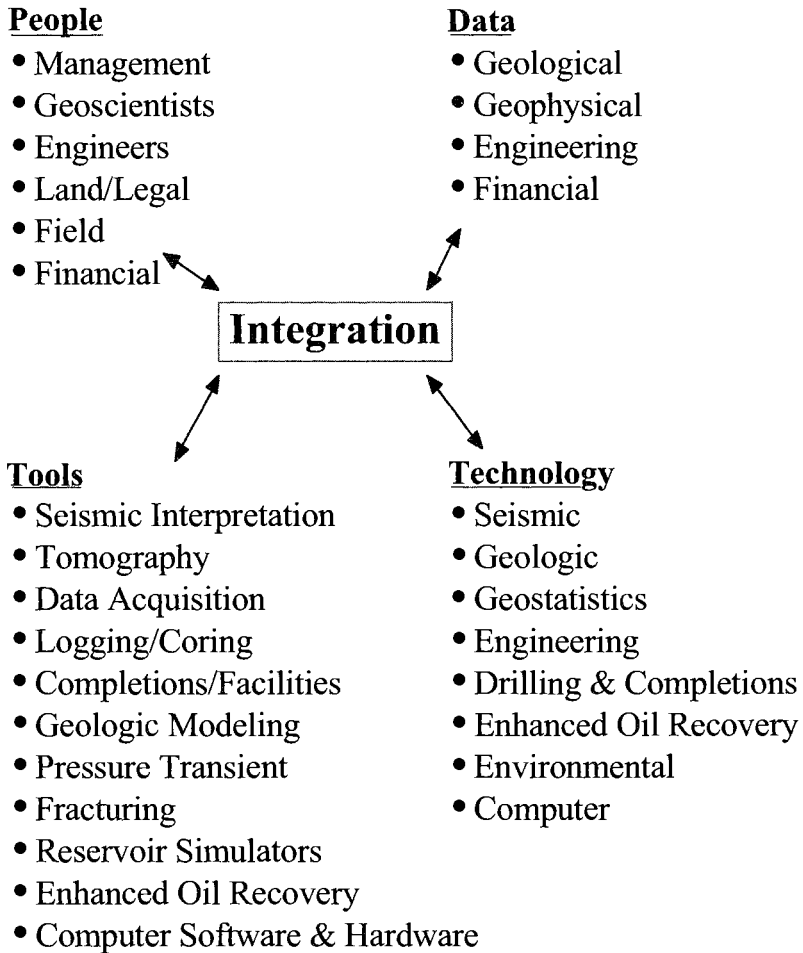 People
• Management
• Geoscientists
• Engineers
• Land/Legal
• Field
• Financial
Data
• Geological
• Geophysical
• Engineering
• Financial
Integration
Tools
• Seismic Interpretation
• Tomography
• Data Acquisition
• Logging/Coring
• Completions/Facilities
• Geologic Modeling
• Pressure Transient
• Fracturing
• Reservoir Simulators
• Enhanced Oil Recovery
• Computer Software & Hardware
Technology
• Seismic
• Geologic
• Geostatistics
• Engineering
• Drilling & Completions
• Enhanced Oil Recovery
• Environmental
• Computer